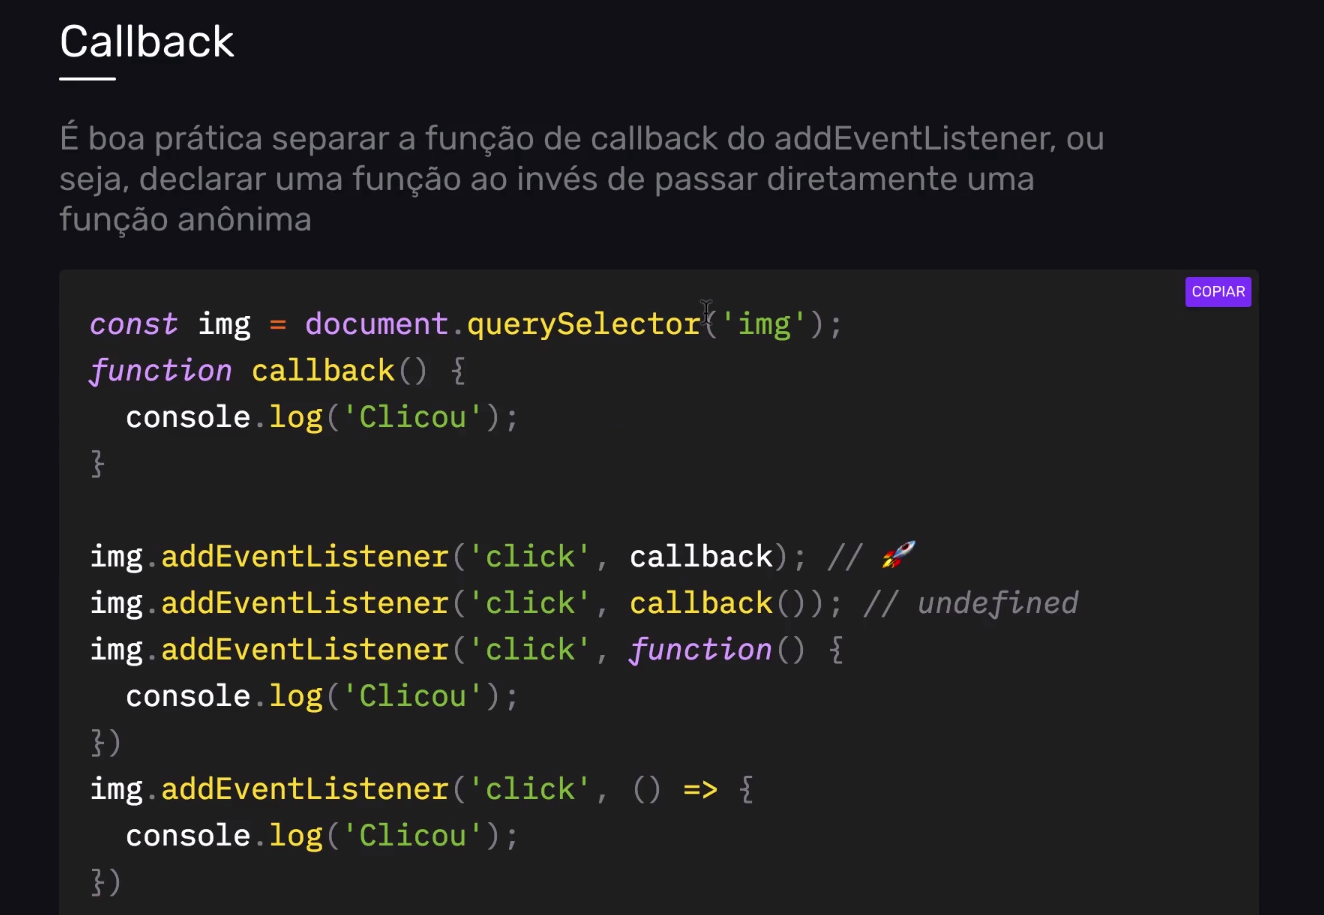 Callback
É boa prática separar a função de callback do addEventListener, ou
seja, declarar uma função ao invés de passar diretamente uma
função anônima
COPIAR
const img = document.querySelector('img');
function callback() {
  console.log('Clicou');
}
img.addEventListener('click', callback); // 🚀
img.addEventListener('click', callback()); // undefined
img.addEventListener('click', function() {
  console.log('Clicou');
})
img.addEventListener('click', () => {
  console.log('Clicou');
})